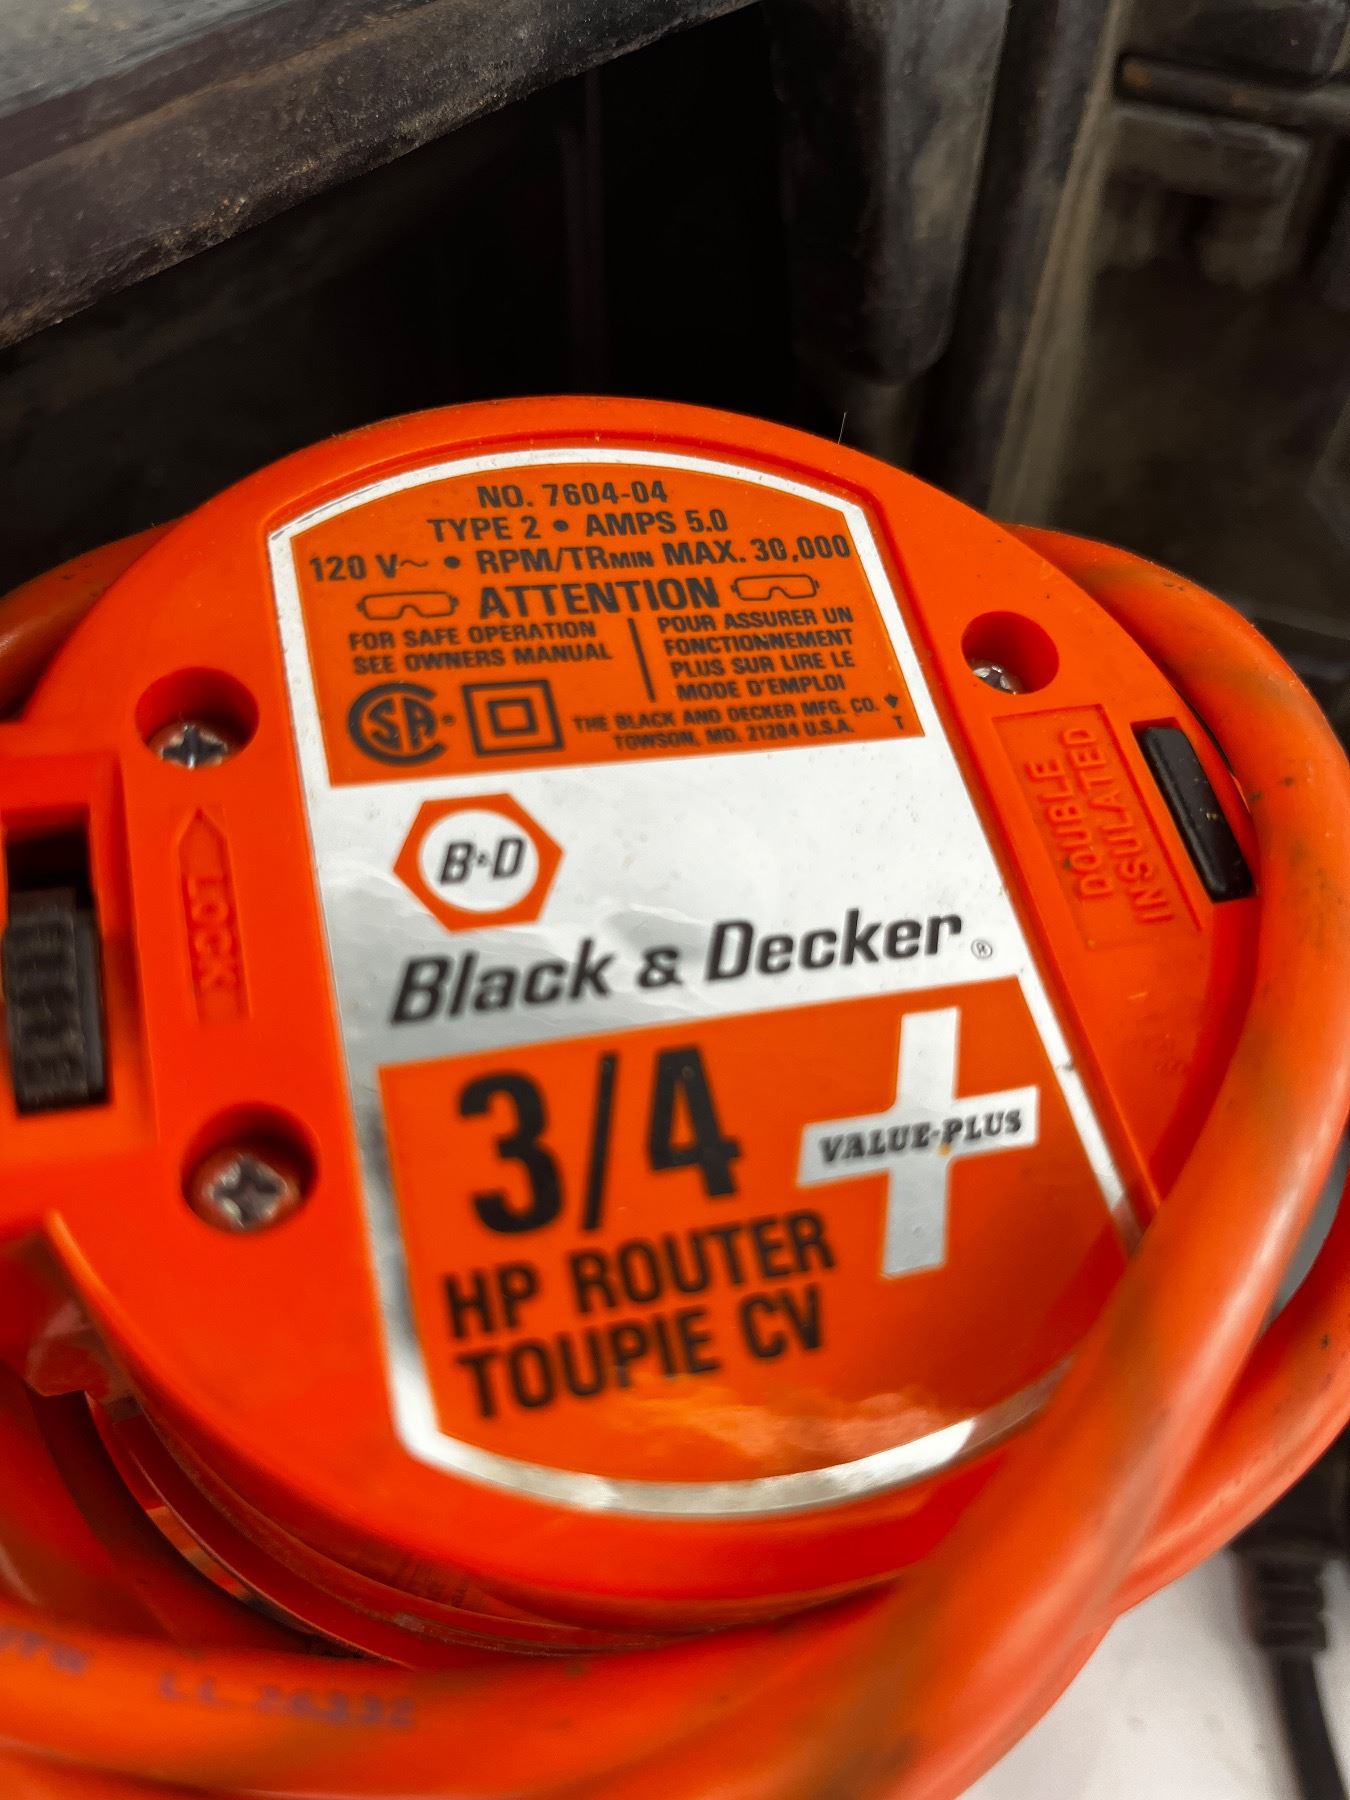 NO. 7604-04
TYPE 2 • AMPS 5.0
120 V~ • RPM/TRMIN MAX. 30,000
ATTENTION
FOR SAFE OPERATION
SEE OWNERS MANUAL
POUR ASSURER UN
FONCTIONNEMENT
PLUS SUR LIRE LE
MODE D'EMPLOI
SA
THE BLACK AND DECKER MFG. CO.
TOWSON, MD. 21204 U.S.A.
T
LOCK
DOUBLE
INSULATED
B&D
Black & Decker®
3/4
HP ROUTER
TOUPIE CV
VALUE-PLUS
LL